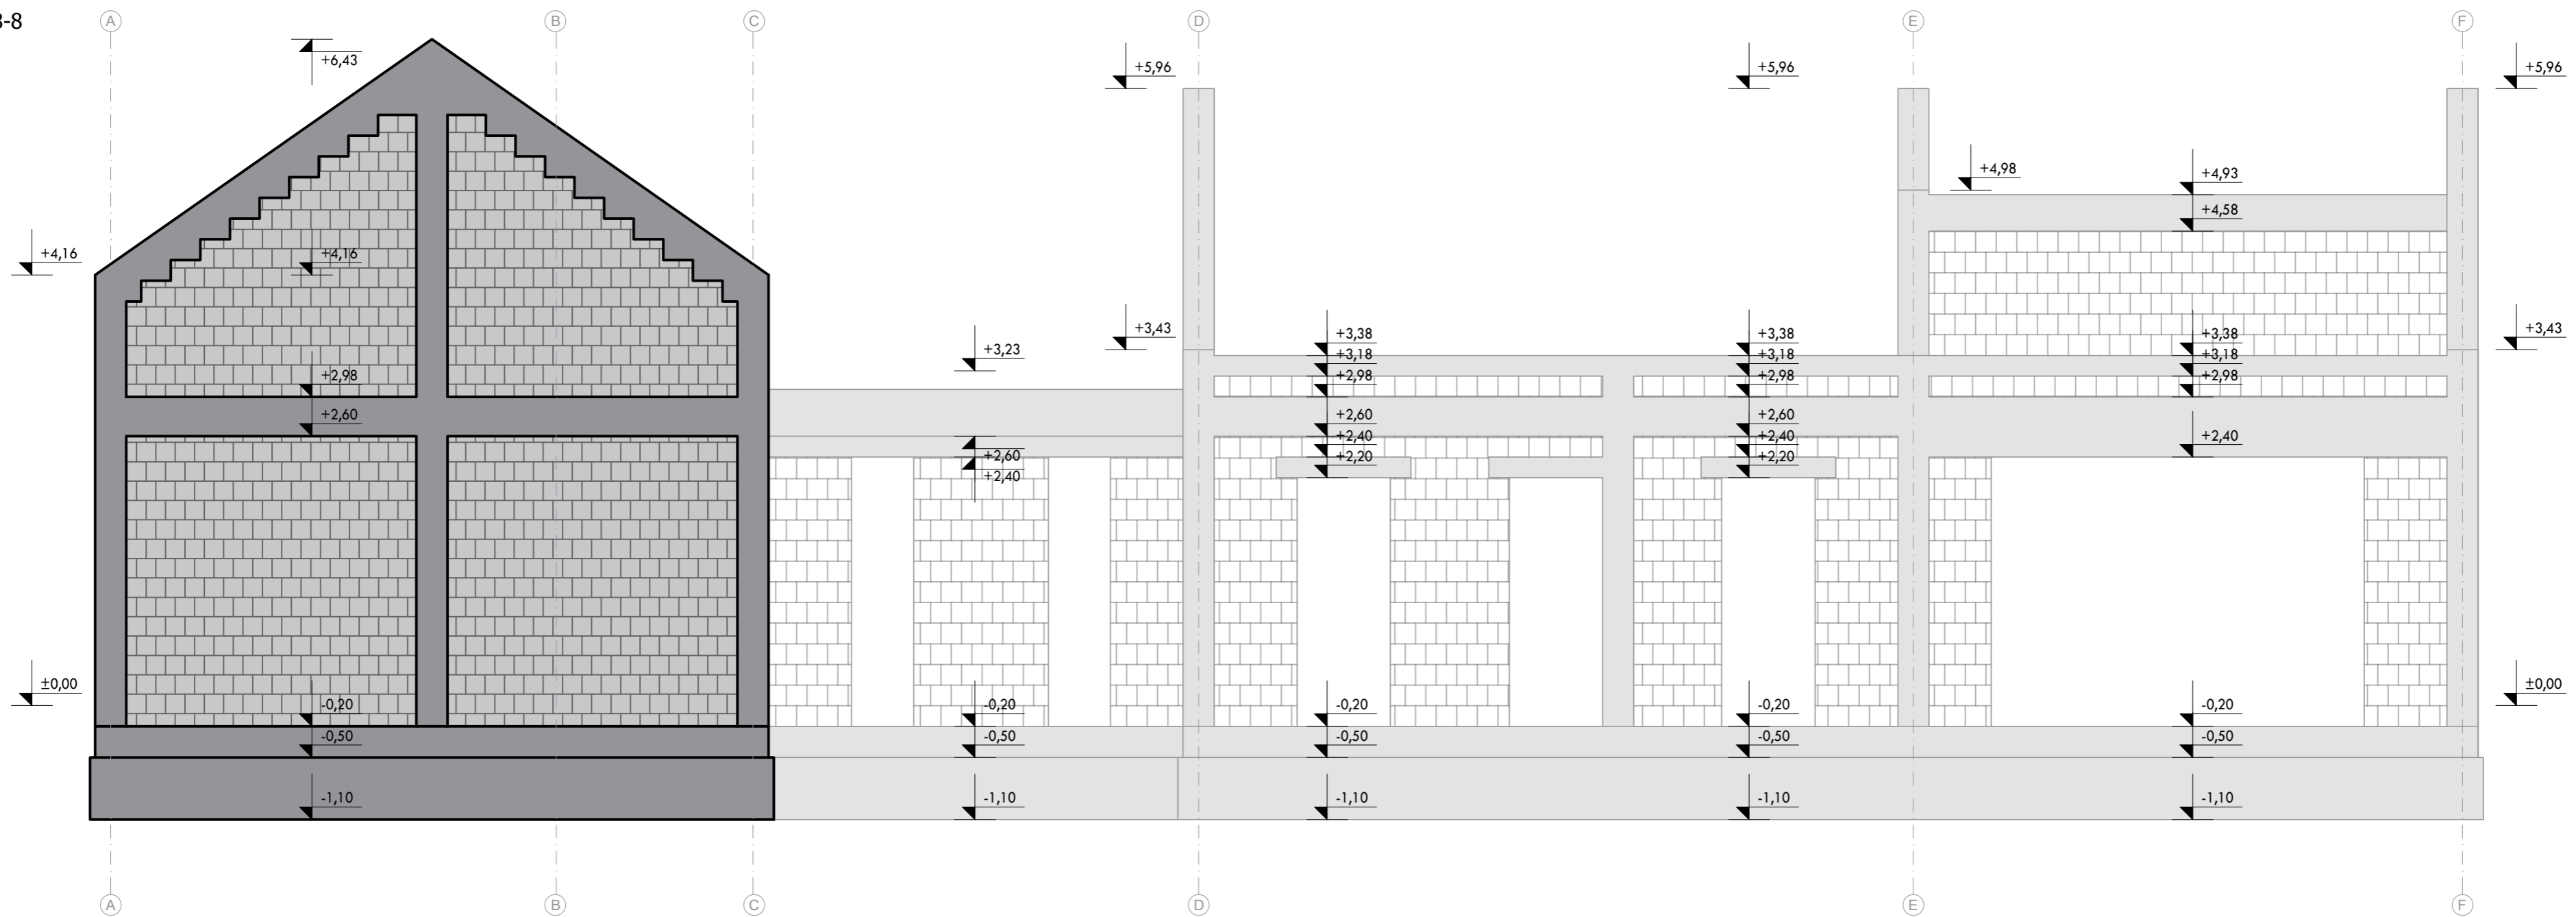 3-8
A B C D E F
+6,43
+5,96 +5,96 +5,96
+4,98 +4,93
+4,58
+4,16 +4,16
+3,43 +3,38 +3,38 +3,38 +3,43
+3,23 +3,18 +3,18 +3,18
+2,98 +2,98 +2,98 +2,98
+2,60 +2,60 +2,60
+2,60 +2,40 +2,40 +2,40
+2,40 +2,20 +2,20
±0,00 ±0,00
-0,20 -0,20 -0,20 -0,20 -0,20
-0,50 -0,50 -0,50 -0,50 -0,50
-1,10 -1,10 -1,10 -1,10 -1,10
A B C D E F